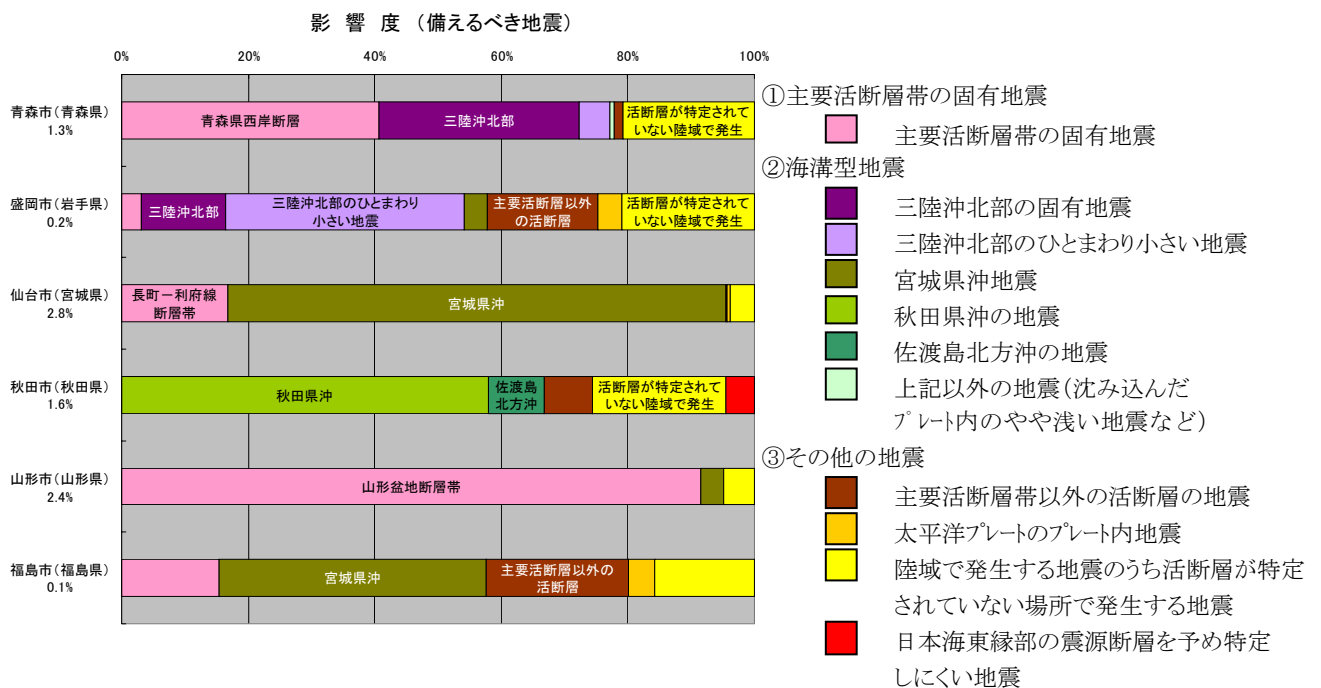 影 響 度 (備えるべき地震)
0% 20% 40% 60% 80% 100%
青森市(青森県)
1.3%
青森県西岸断層
三陸沖北部
活断層が特定されて
いない陸域で発生
盛岡市(岩手県)
0.2%
三陸沖北部
三陸沖北部のひとまわり
小さい地震
主要活断層以外
の活断層
活断層が特定されて
いない陸域で発生
仙台市(宮城県)
2.8%
長町ー利府線
断層帯
宮城県沖
秋田市(秋田県)
1.6%
秋田県沖
佐渡島
北方沖
活断層が特定されて
いない陸域で発生
山形市(山形県)
2.4%
山形盆地断層帯
福島市(福島県)
0.1%
宮城県沖
主要活断層以外の
活断層
①主要活断層帯の固有地震
主要活断層帯の固有地震
②海溝型地震
三陸沖北部の固有地震
三陸沖北部のひとまわり小さい地震
宮城県沖地震
秋田県沖の地震
佐渡島北方沖の地震
上記以外の地震(沈み込んだ
プレート内のやや浅い地震など)
③その他の地震
主要活断層帯以外の活断層の地震
太平洋プレートのプレート内地震
陸域で発生する地震のうち活断層が特定
されていない場所で発生する地震
日本海東縁部の震源断層を予め特定
しにくい地震